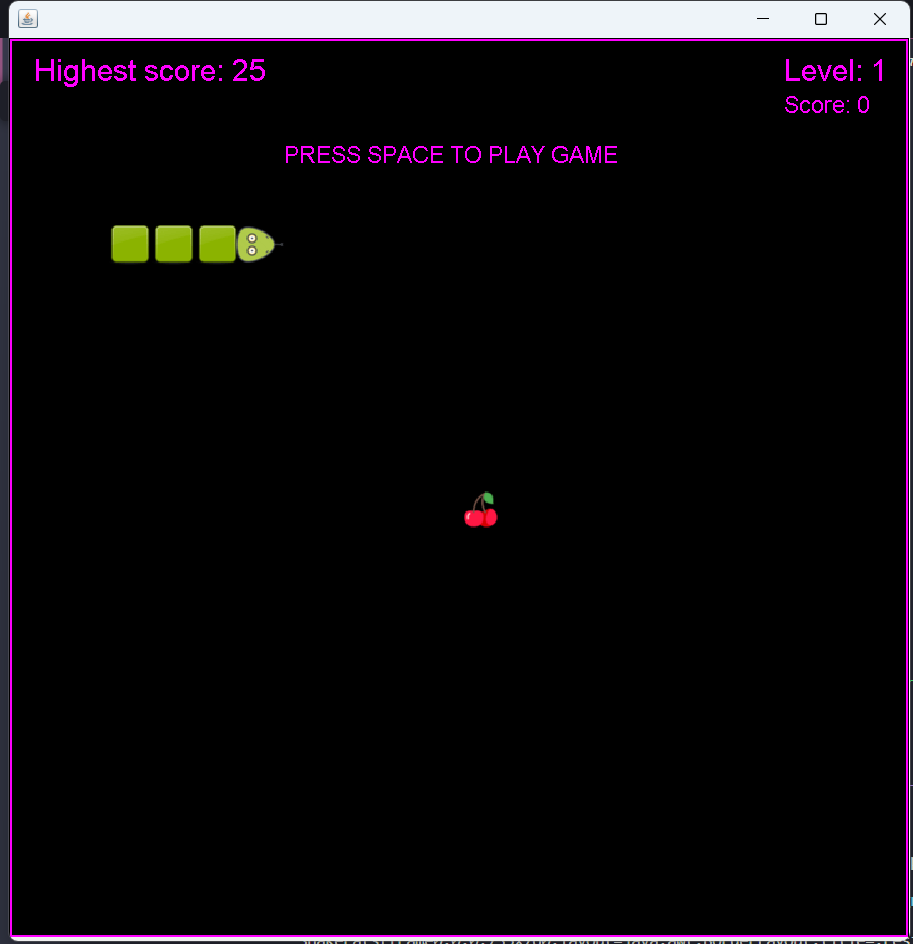 Highest score: 25
Level: 1
Score: 0
PRESS SPACE TO PLAY GAME